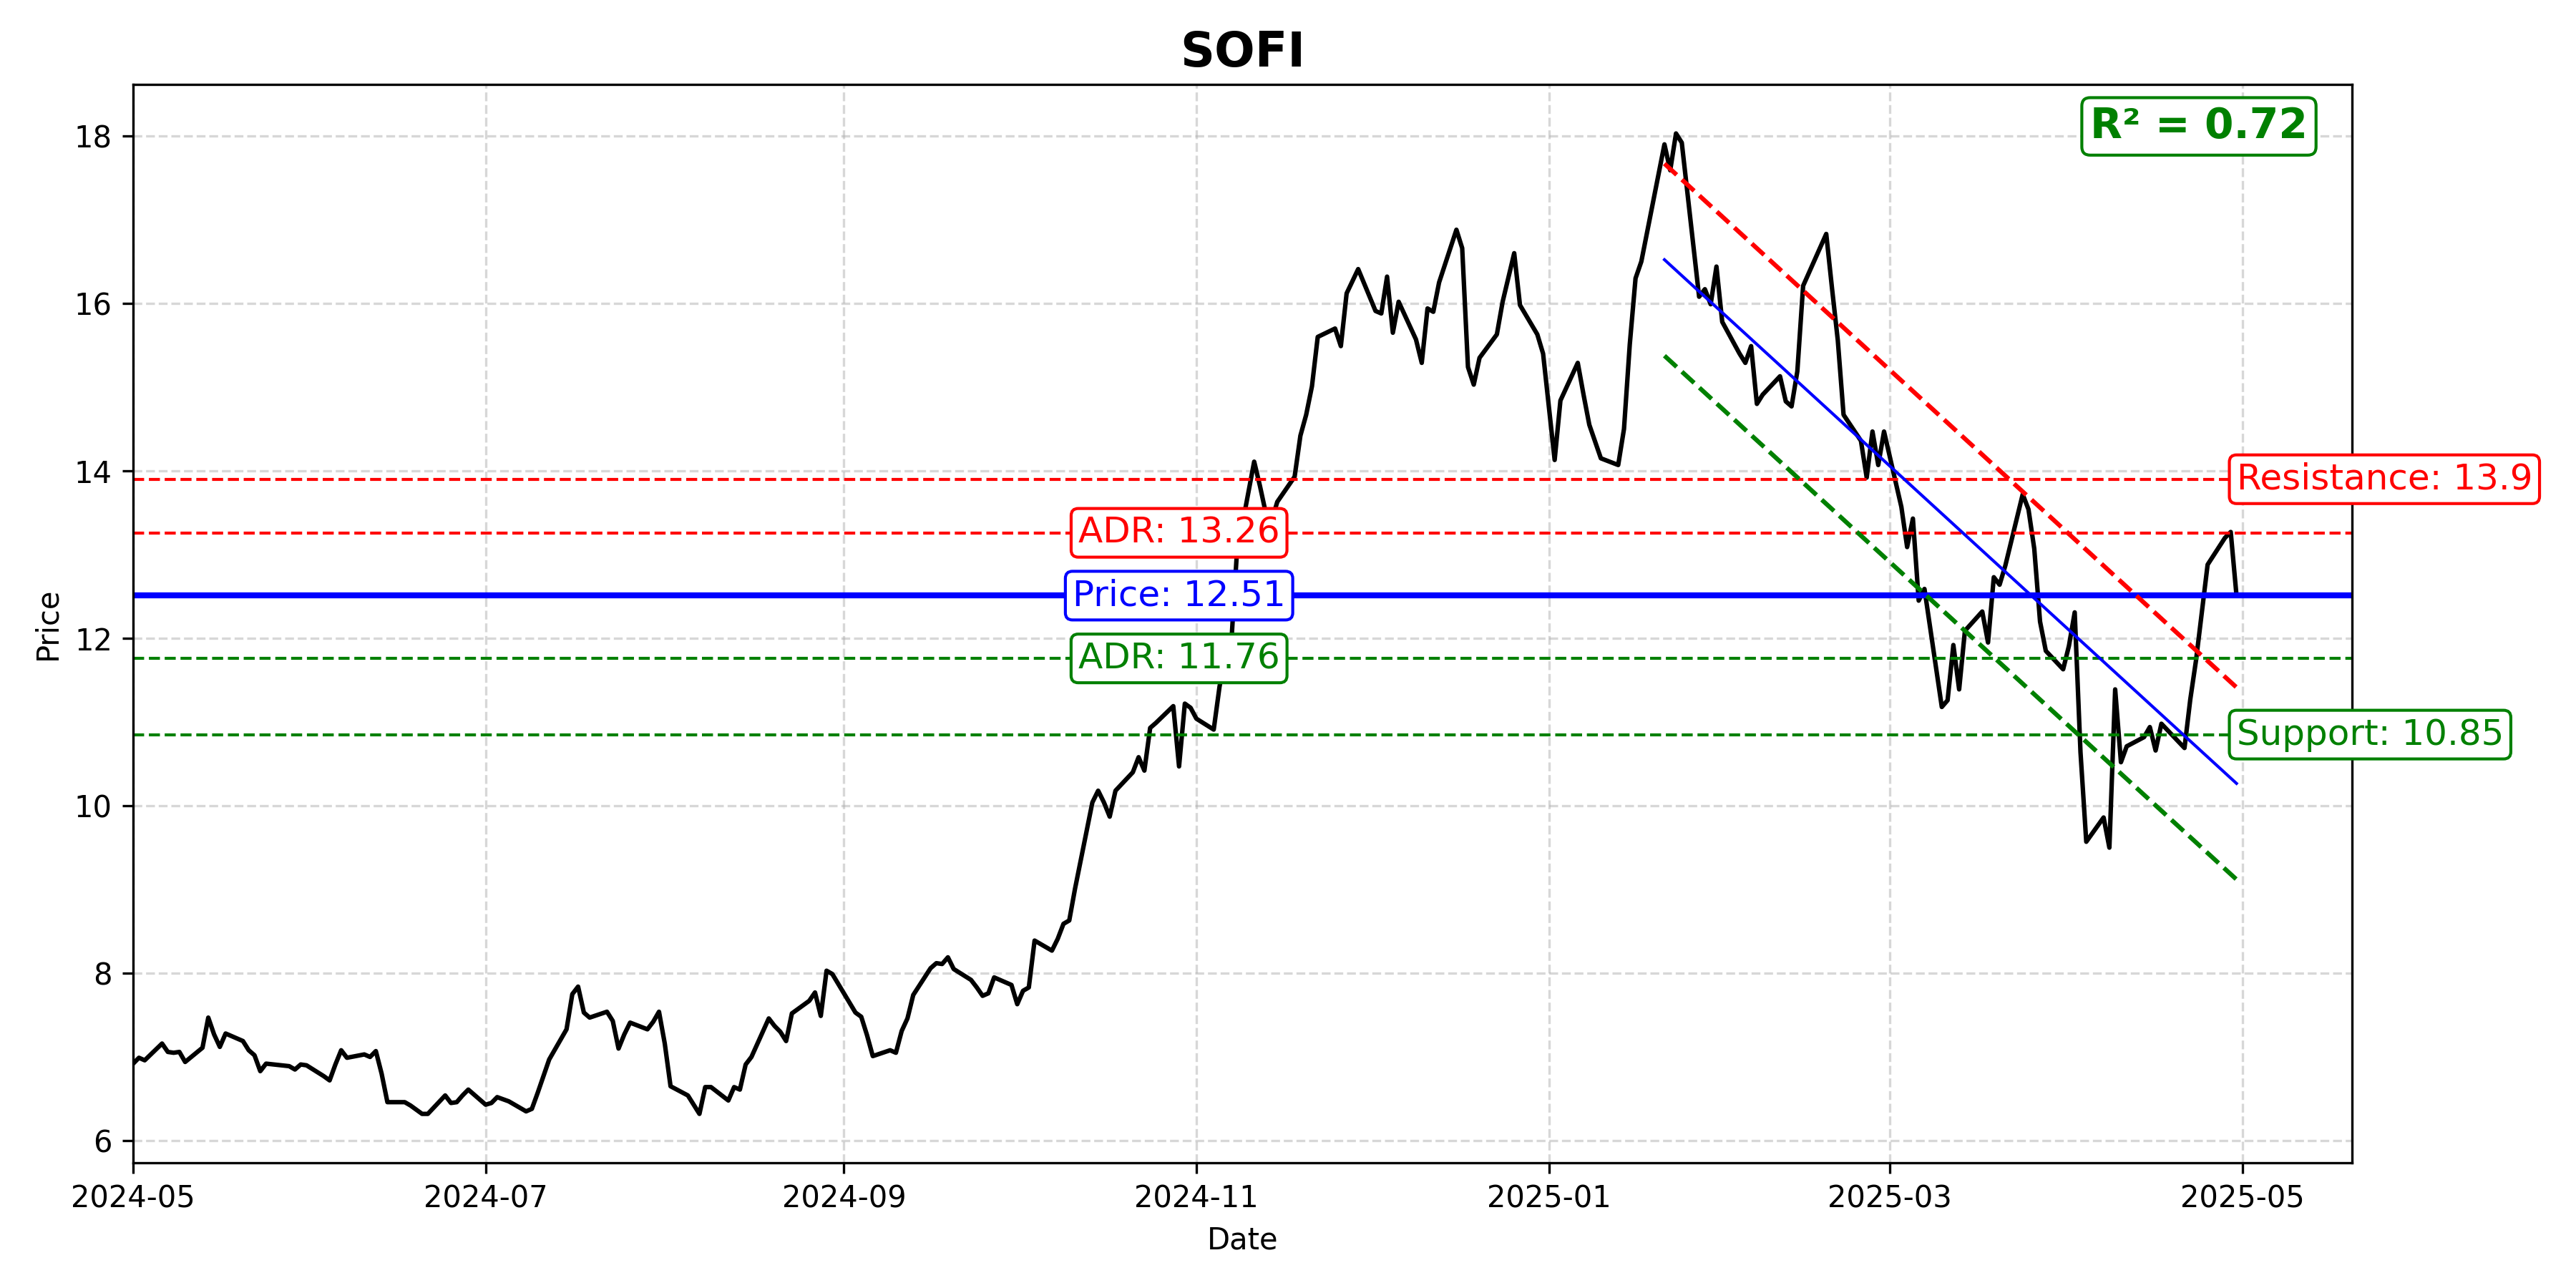 SOFI
R² = 0.72
18
16
14
12
10
8
6
Price
Resistance: 13.9
ADR: 13.26
Price: 12.51
ADR: 11.76
Support: 10.85
2024-05
2024-07
2024-09
2024-11
2025-01
2025-03
2025-05
Date